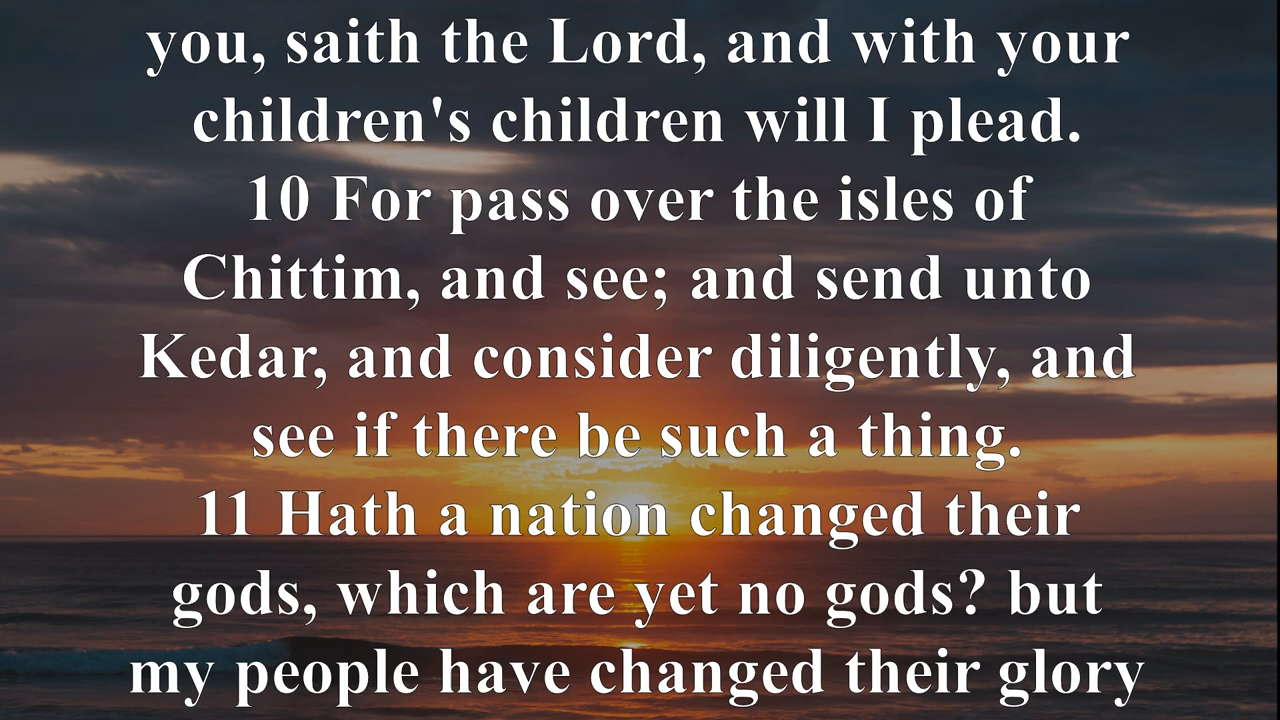 you, saith the Lord, and with your
children's children will I plead.
10 For pass over the isles of
Chittim, and see; and send unto
Kedar, and consider diligently, and
see if there be such a thing.
11 Hath a nation changed their
gods, which are yet no gods? but
my people have changed their glory